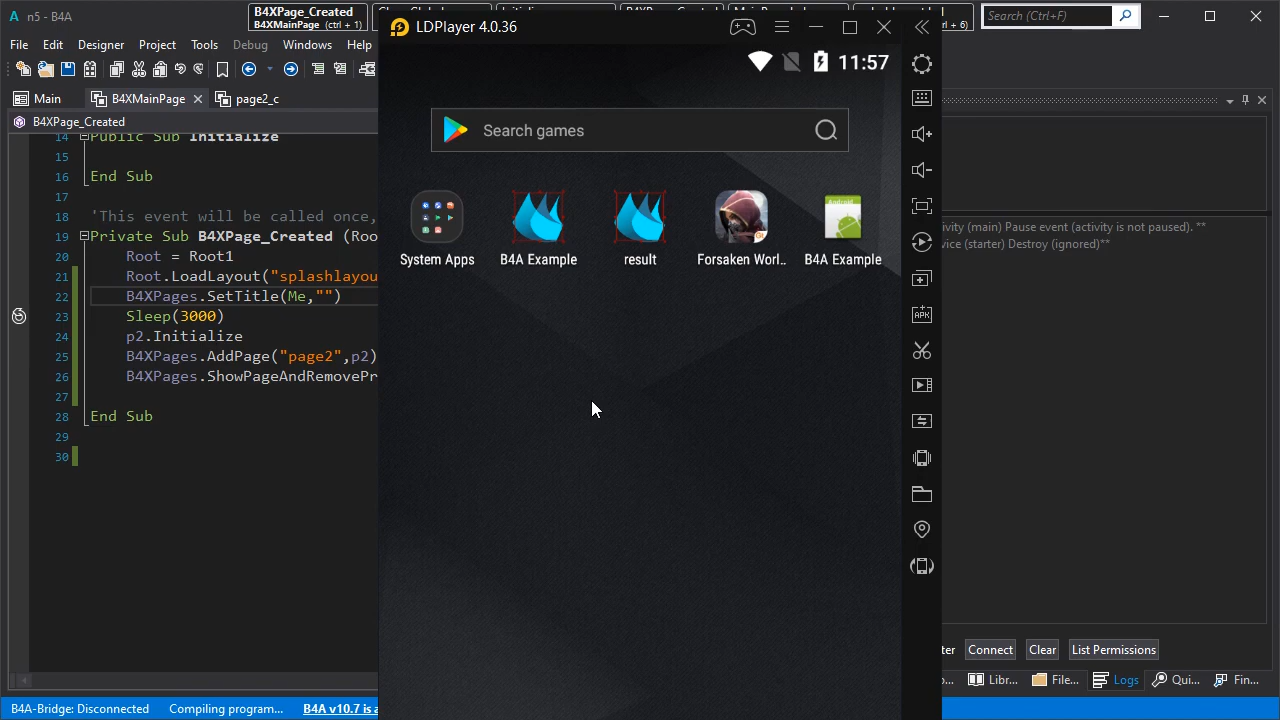 n5 - B4A
B4XPage_Created
B4XMainPage (ctrl + 1)
+ 6)
Search (Ctrl+F)
LDPlayer 4.0.36
File Edit Designer Project Tools Debug Windows Help
Main B4XMainPage page2_c
B4XPage_Created
14 Public Sub Initialize
15
16 End Sub
17
18 'This event will be called once,
19 Private Sub B4XPage_Created (Roo
20 Root = Root1
21 Root.LoadLayout("splashlayou
22 B4XPages.SetTitle(Me,"")
23 Sleep(3000)
24 p2.Initialize
25 B4XPages.AddPage("page2",p2)
26 B4XPages.ShowPageAndRemovePr
27
28 End Sub
29
30
11:57
Search games
System Apps
B4A Example
result
Forsaken Worl..
B4A Example
APK
ivity (main) Pause event (activity is not paused). **
vice (starter) Destroy (ignored)**
ter Connect Clear List Permissions
o... Libr... File... Logs Qui... Fin...
B4A-Bridge: Disconnected Compiling program... B4A v10.7 is a